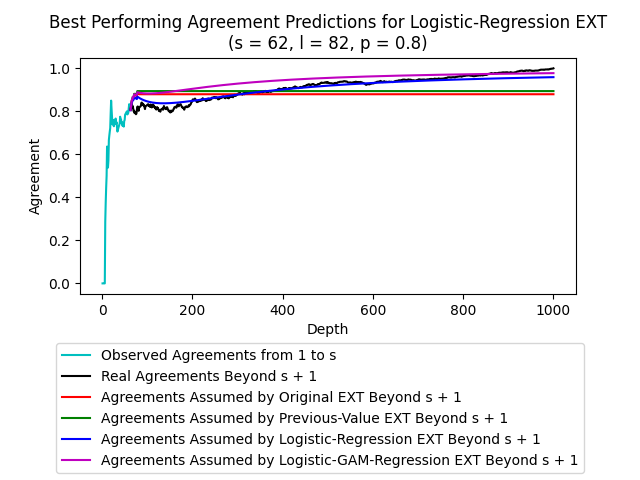 Best Performing Agreement Predictions for Logistic-Regression EXT
(s = 62, l = 82, p = 0.8)
1.0
0.8
0.6
0.4
0.2
0.0
Agreement
0 200 400 600 800 1000
Depth
Observed Agreements from 1 to s
Real Agreements Beyond s + 1
Agreements Assumed by Original EXT Beyond s + 1
Agreements Assumed by Previous-Value EXT Beyond s + 1
Agreements Assumed by Logistic-Regression EXT Beyond s + 1
Agreements Assumed by Logistic-GAM-Regression EXT Beyond s + 1